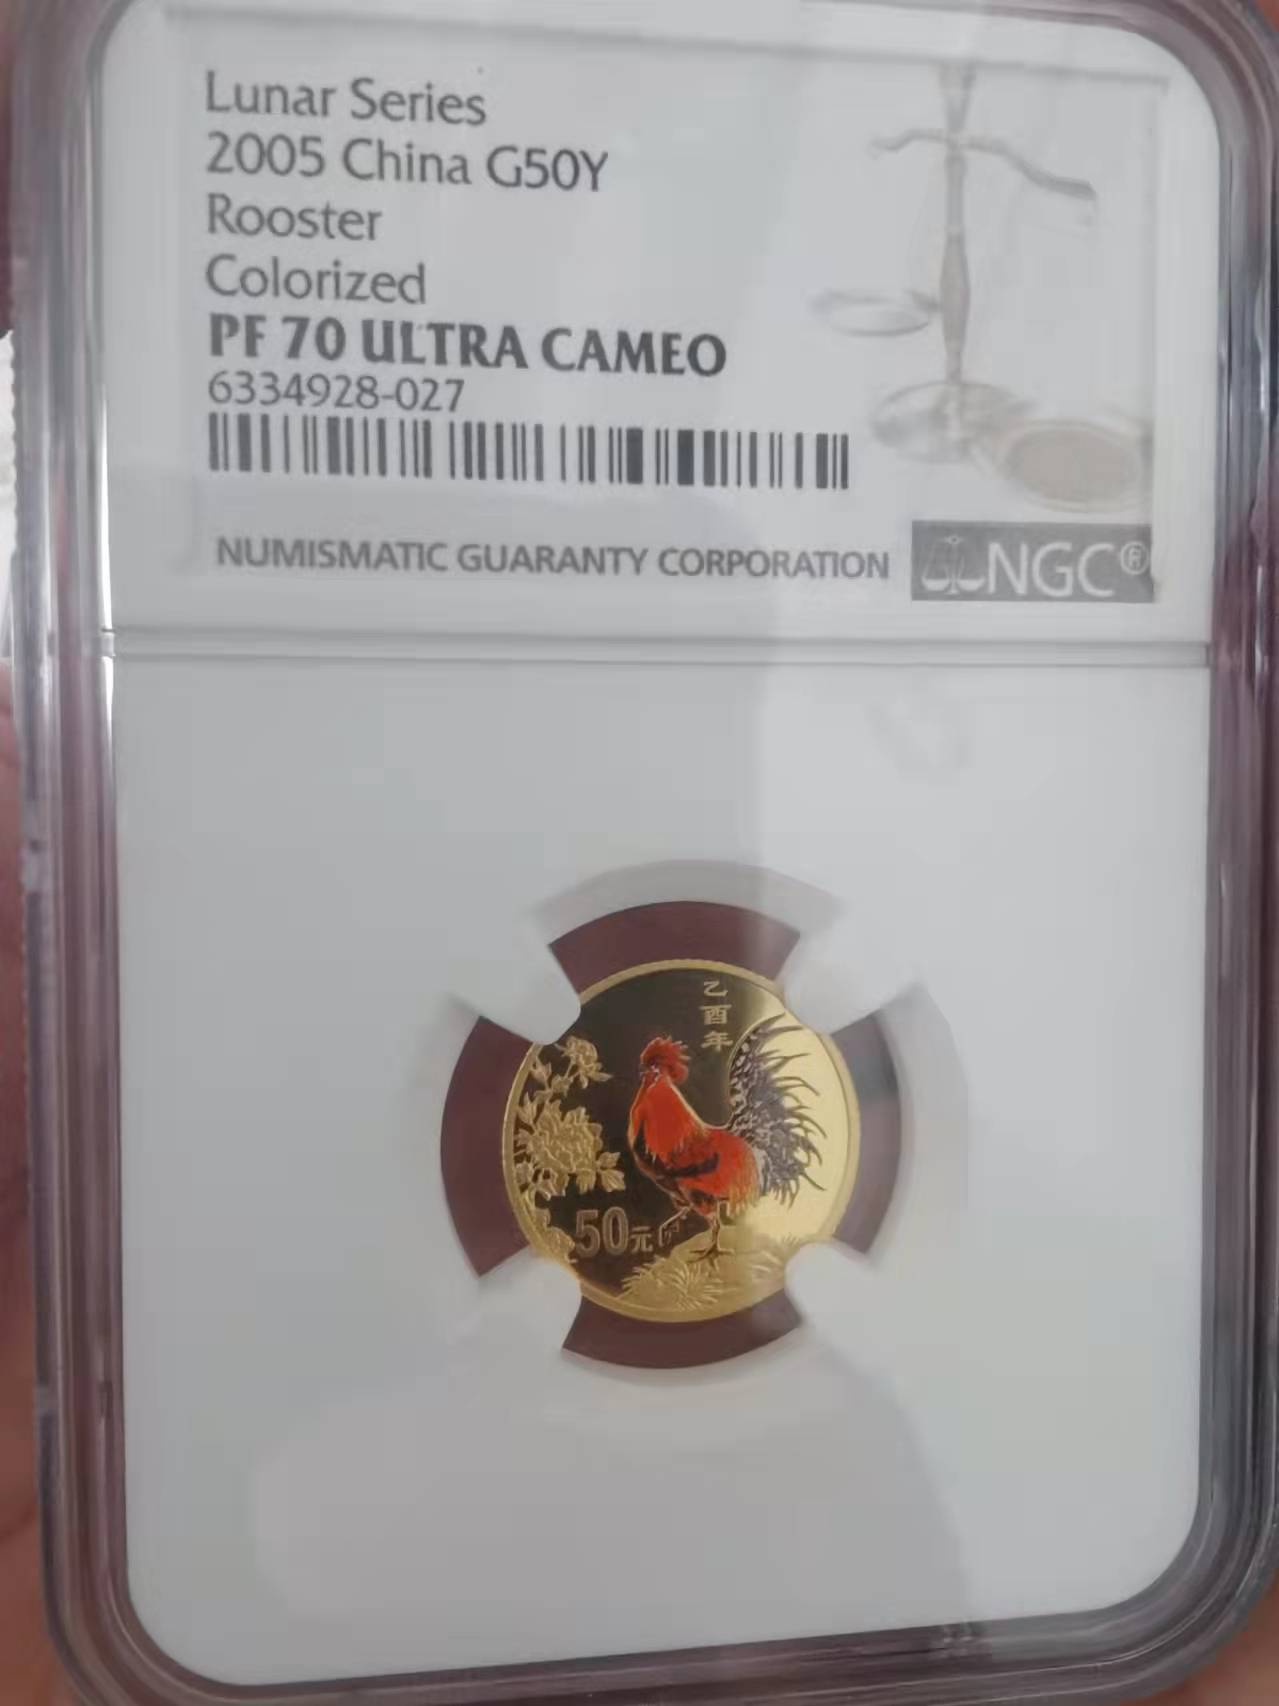 Lunar Series
2005 China G50Y
Rooster
Colorized
PF 70 ULTRA CAMEO
6334928-027
NUMISMATIC GUARANTY CORPORATION
NGC®
乙
酉
年
50元